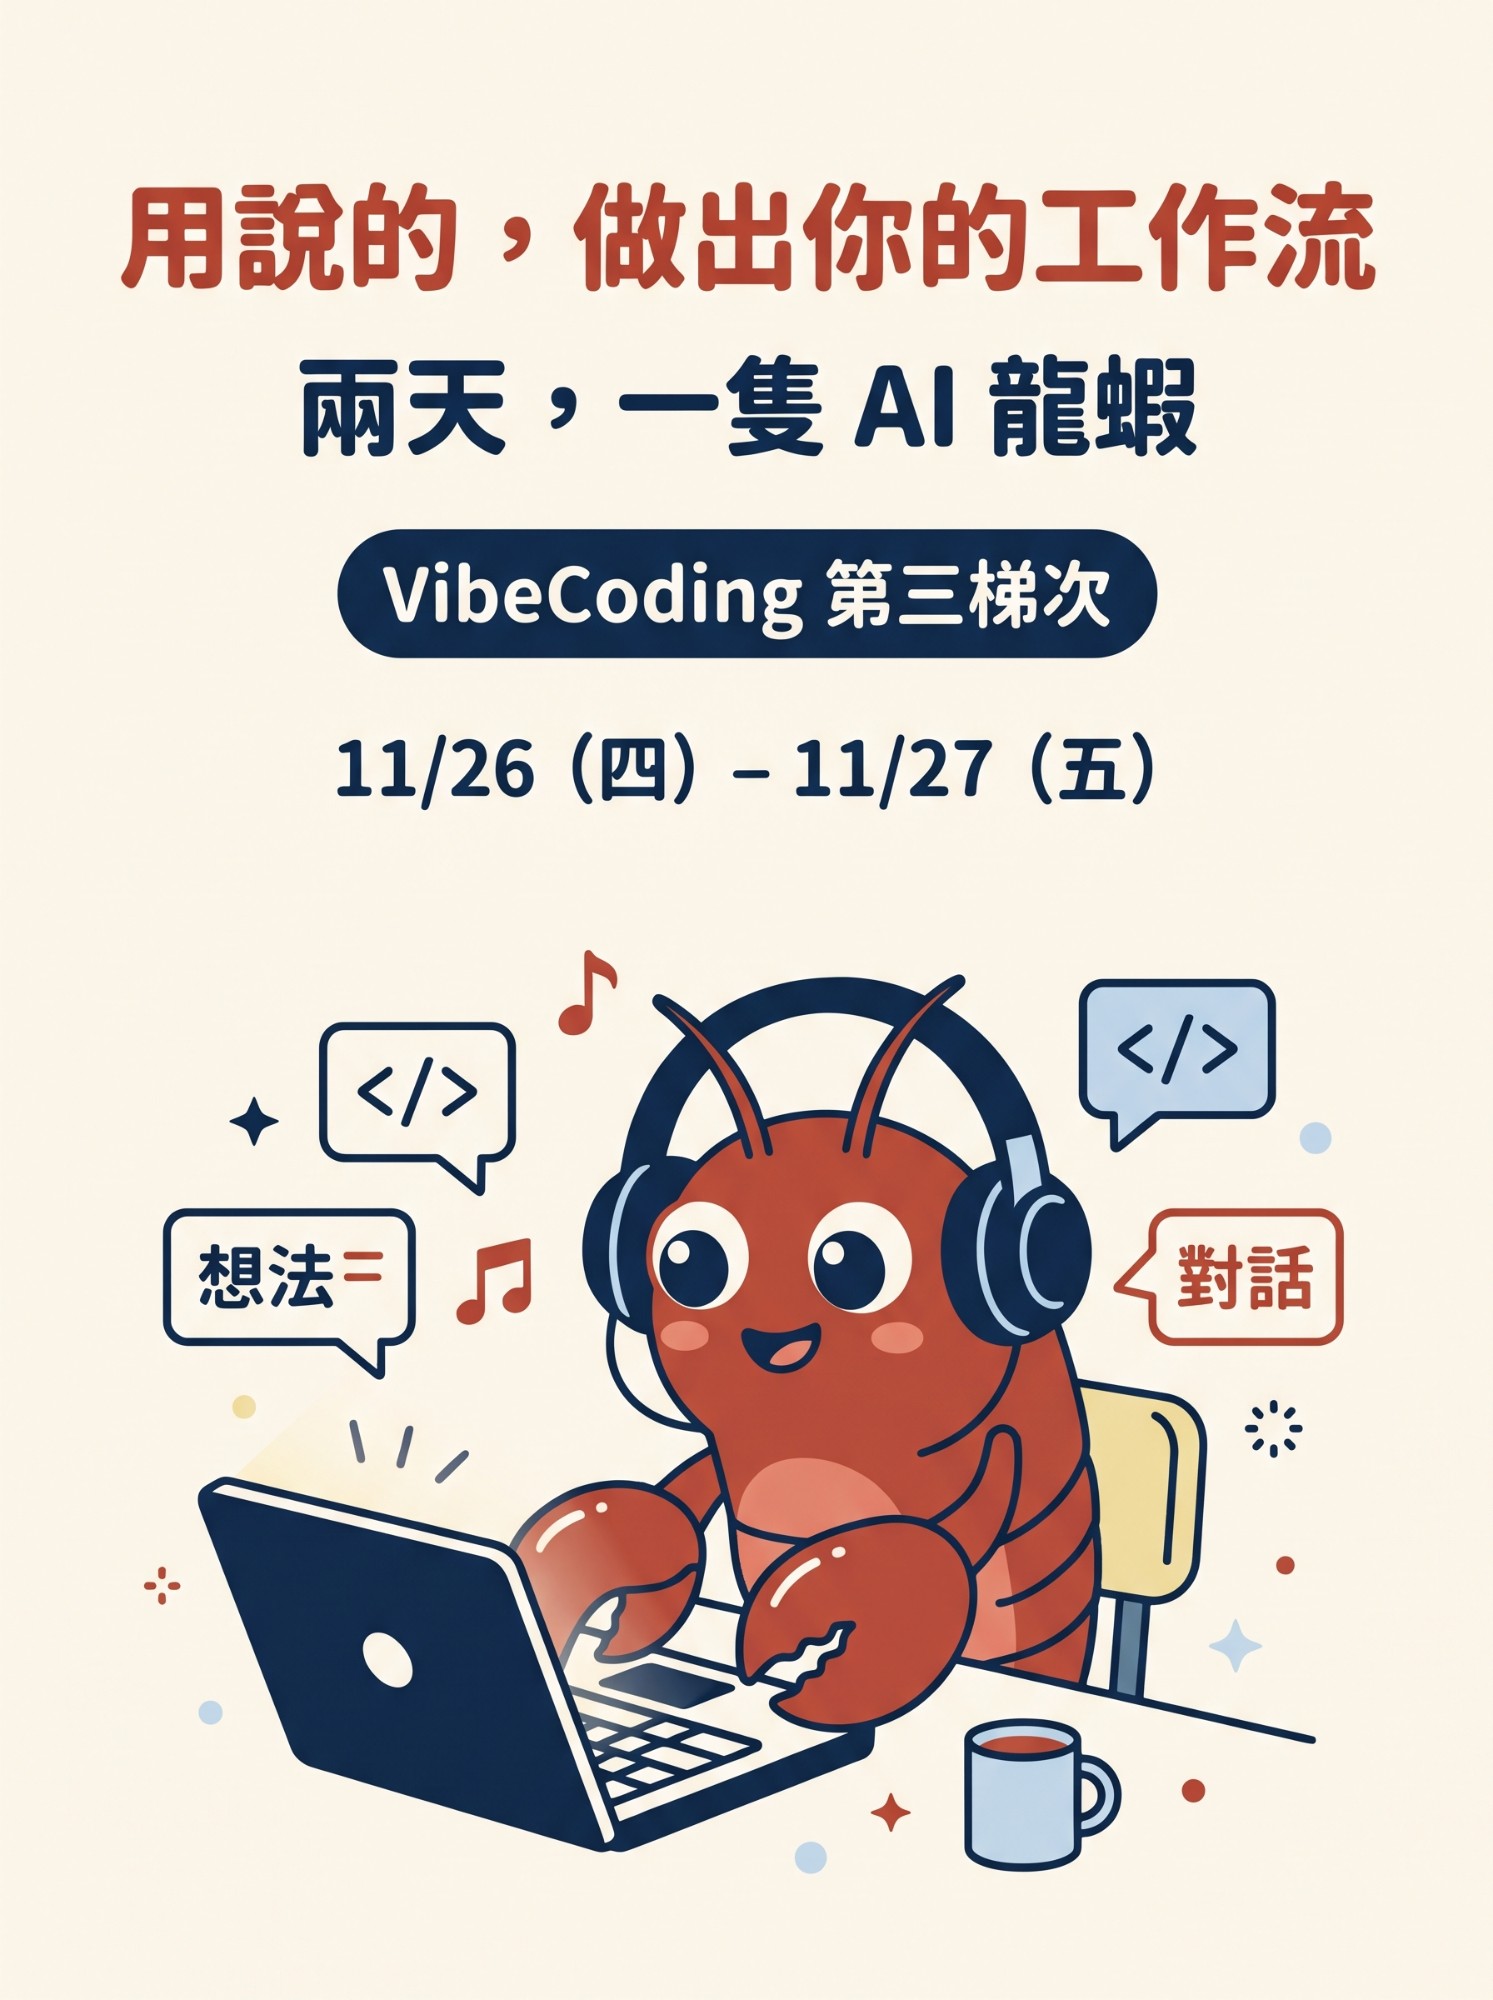 用說的，做出你的工作流
兩天，一隻 AI 龍蝦
VibeCoding 第三梯次
11/26（四）– 11/27（五）
</>
</>
想法=
對話